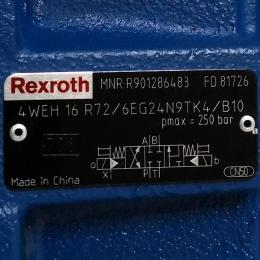 Rexroth MNR:R901286483 FD 81726
4WEH 16 R72/6EG24N9TK4/B10
pmax = 250 bar
A B
a b
X I P T
P T
Made in China
CN50